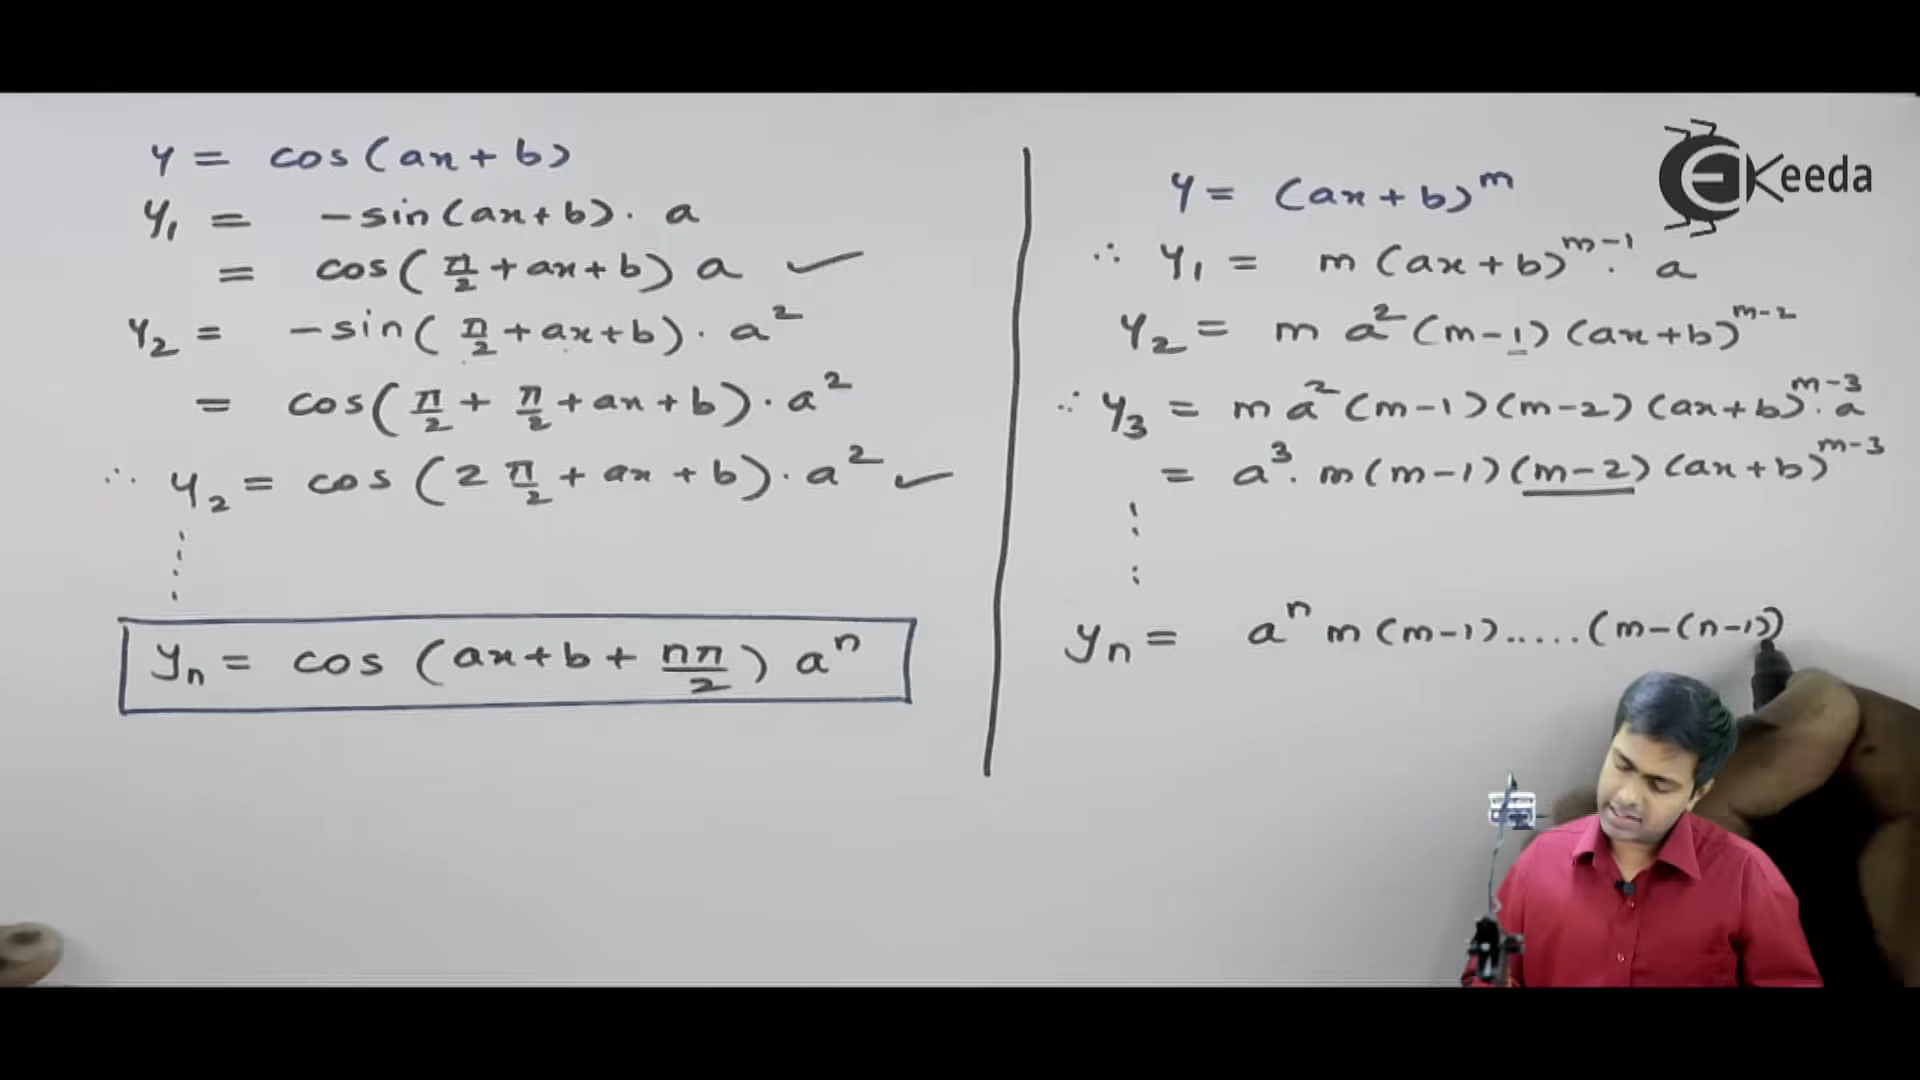 y = cos(ax+b)
y₁ = -sin(ax+b). a
= cos(π/2 + ax+b) a ✓
y₂ = -sin(π/2 + ax+b). a²
= cos(π/2 + π/2 + ax+b). a²
∴ y₂ = cos(2 π/2 + ax+b). a² ✓
yₙ = cos(ax+b + nπ/2) aⁿ
EKeeda
y = (ax+b)^m
∴ y₁ = m(ax+b)^(m-1). a
y₂ = m a²(m-1)(ax+b)^(m-2)
∴ y₃ = m a²(m-1)(m-2)(ax+b)^(m-3). a
= a³. m(m-1)(m-2)(ax+b)^(m-3)
yₙ = aⁿ m(m-1).....(m-(n-1))